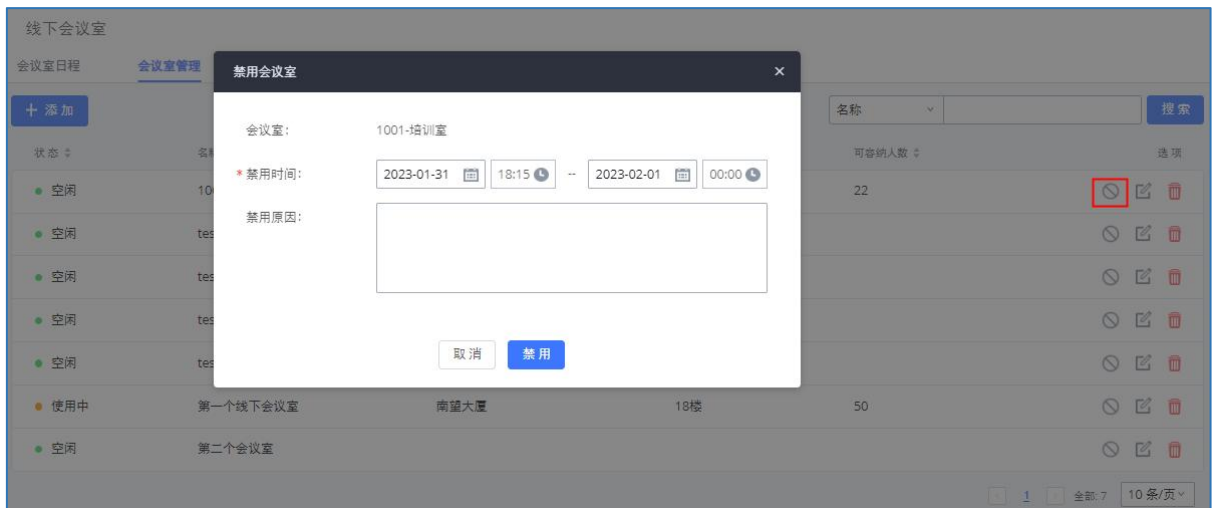 线下会议室
会议室日程 会议室管理
禁用会议室
+ 添加 名称 搜索
会议室: 1001-培训室
状态 可容纳人数 选项
* 禁用时间: 2023-01-31 18:15 -- 2023-02-01 00:00
空闲 22
禁用原因:
空闲 tes
空闲 tes
空闲 tes
空闲 tes
取消 禁用
使用中 第一个线下会议室 南望大厦 18楼 50
空闲 第二个会议室
1 全部: 7 10 条/页